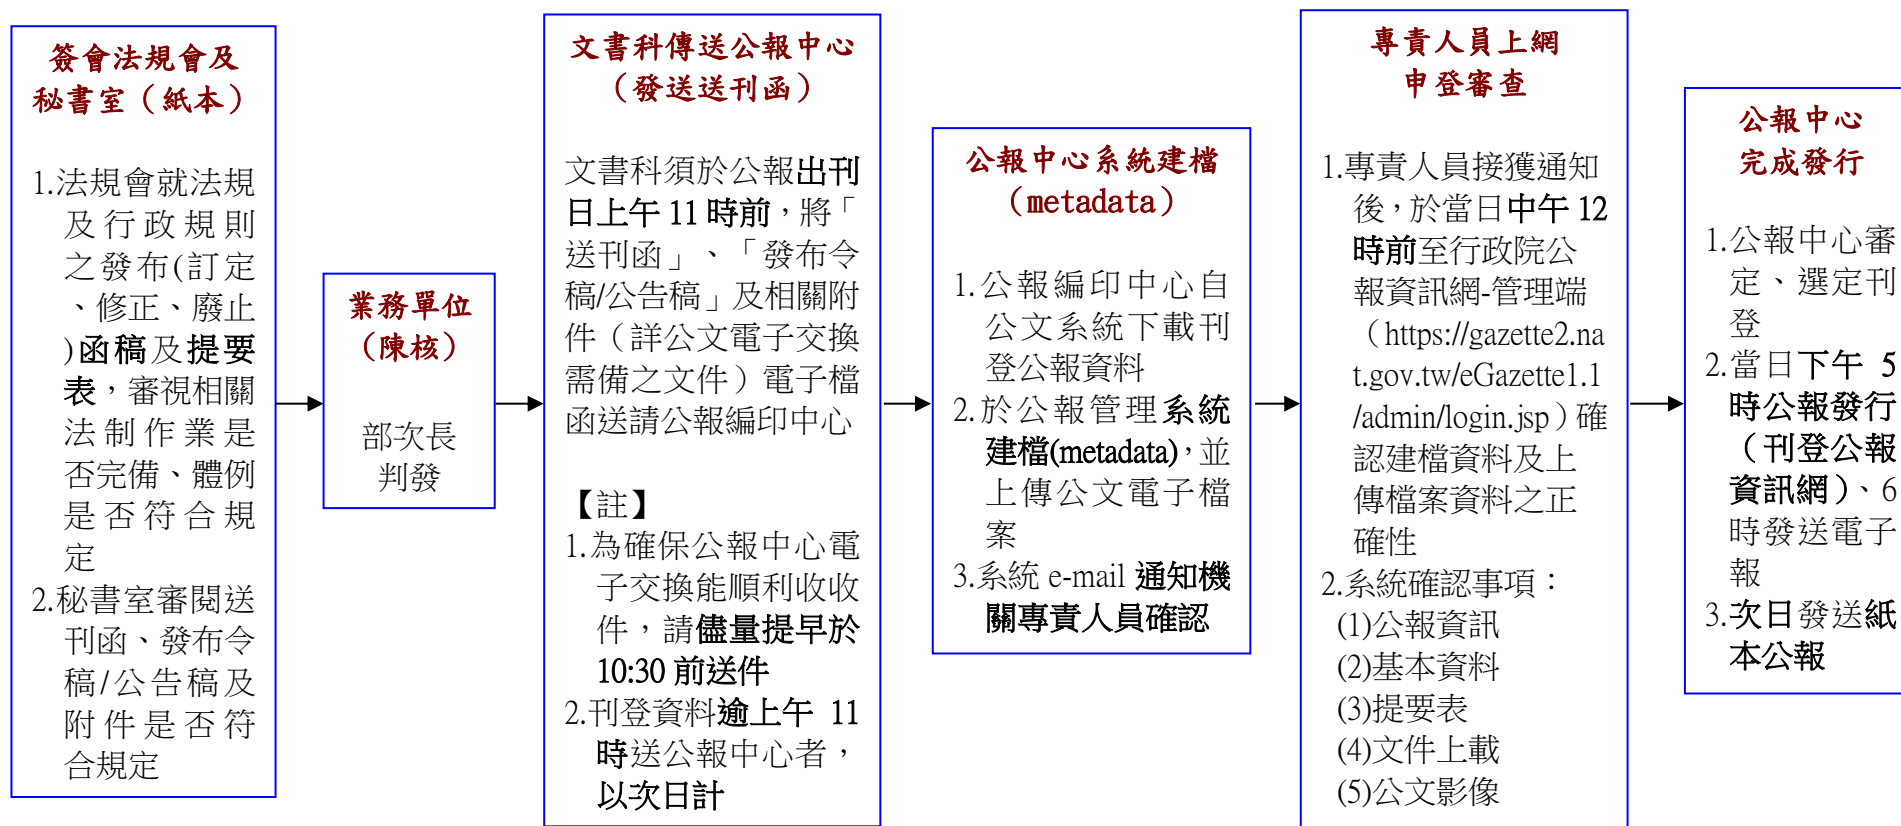 簽會法規會及
秘書室（紙本）
1.法規會就法規
及行政規則
之發布(訂定
、修正、廢止
)函稿及提要
表，審視相關
法制作業是
否完備、體例
是否符合規
定
2.秘書室審閱送
刊函、發布令
稿/公告稿及
附件是否符
合規定
業務單位
（陳核）
部次長
判發
文書科傳送公報中心
（發送送刊函）
文書科須於公報出刊
日上午 11 時前，將「
送刊函」、「發布令
稿/公告稿」及相關附
件（詳公文電子交換
需備之文件）電子檔
函送請公報編印中心
【註】
1.為確保公報中心電
子交換能順利收收
件，請儘量提早於
10:30 前送件
2.刊登資料逾上午 11
時送公報中心者，
以次日計
公報中心系統建檔
（metadata）
1.公報編印中心自
公文系統下載刊
登公報資料
2.於公報管理系統
建檔(metadata)，並
上傳公文電子檔
案
3.系統 e-mail 通知機
關專責人員確認
專責人員上網
申登審查
1.專責人員接獲通知
後，於當日中午 12
時前至行政院公
報資訊網-管理端
（https://gazette2.na
t.gov.tw/eGazette1.1
/admin/login.jsp）確
認建檔資料及上
傳檔案資料之正
確性
2.系統確認事項：
(1)公報資訊
(2)基本資料
(3)提要表
(4)文件上載
(5)公文影像
公報中心
完成發行
1.公報中心審
定、選定刊
登
2.當日下午 5
時公報發行
（刊登公報
資訊網）、6
時發送電子
報
3.次日發送紙
本公報